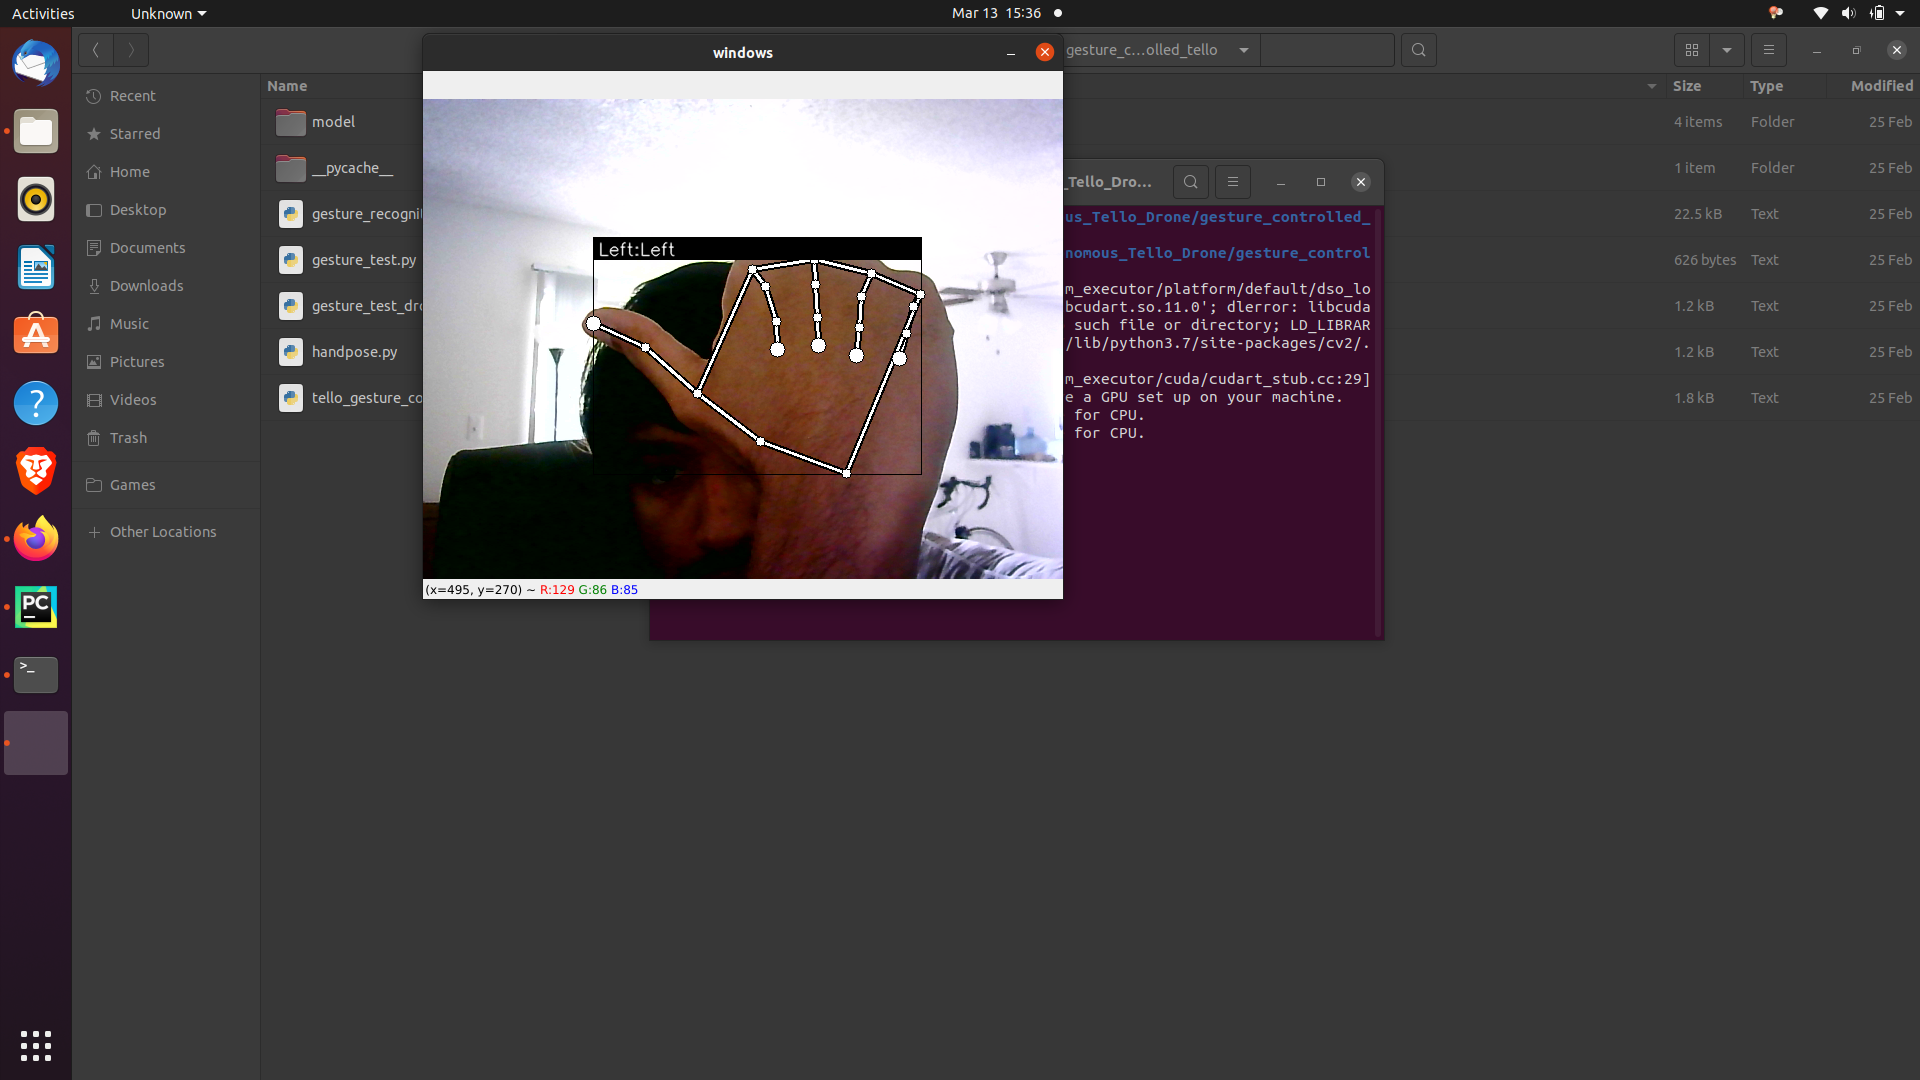 Activities
Unknown
Mar 13 15:36
gesture_c...olled_tello
Recent
Starred
Home
Desktop
Documents
Downloads
Music
Pictures
Videos
Trash
Games
Other Locations
Name
Size
Type
Modified
model
4 items
Folder
25 Feb
__pycache__
1 item
Folder
25 Feb
gesture_recogni
22.5 kB
Text
25 Feb
gesture_test.py
626 bytes
Text
25 Feb
gesture_test_dro
1.2 kB
Text
25 Feb
handpose.py
1.2 kB
Text
25 Feb
tello_gesture_co
1.8 kB
Text
25 Feb
windows
Left:Left
(x=495, y=270) ~ R:129 G:86 B:85
_Tello_Dro...
us_Tello_Drone/gesture_controlled_
nomous_Tello_Drone/gesture_control
m_executor/platform/default/dso_lo
bcudart.so.11.0'; dlerror: libcuda
such file or directory; LD_LIBRAR
/lib/python3.7/site-packages/cv2/.
m_executor/cuda/cudart_stub.cc:29]
e a GPU set up on your machine.
for CPU.
for CPU.
PC
>_
?